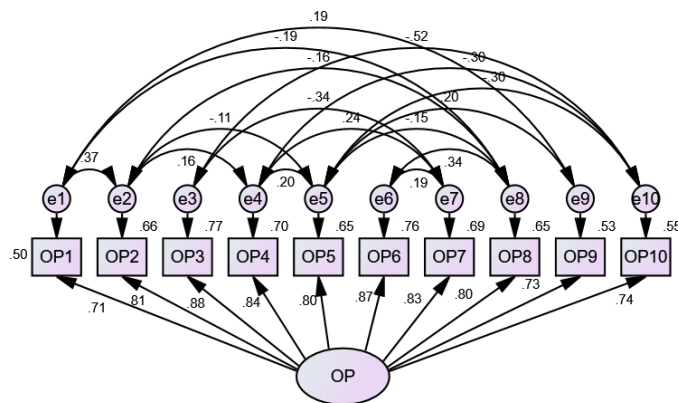 .19
-.19 -.52
-.16 -.30
-.30
-.11 -.34 .24 -.15 .20
.37 .16 .20 .19 .34
e1 e2 e3 e4 e5 e6 e7 e8 e9 e10
.50 .66 .77 .70 .65 .76 .69 .65 .53 .55
OP1 OP2 OP3 OP4 OP5 OP6 OP7 OP8 OP9 OP10
.71 .81 .88 .84 .80 .87 .83 .80 .73 .74
OP